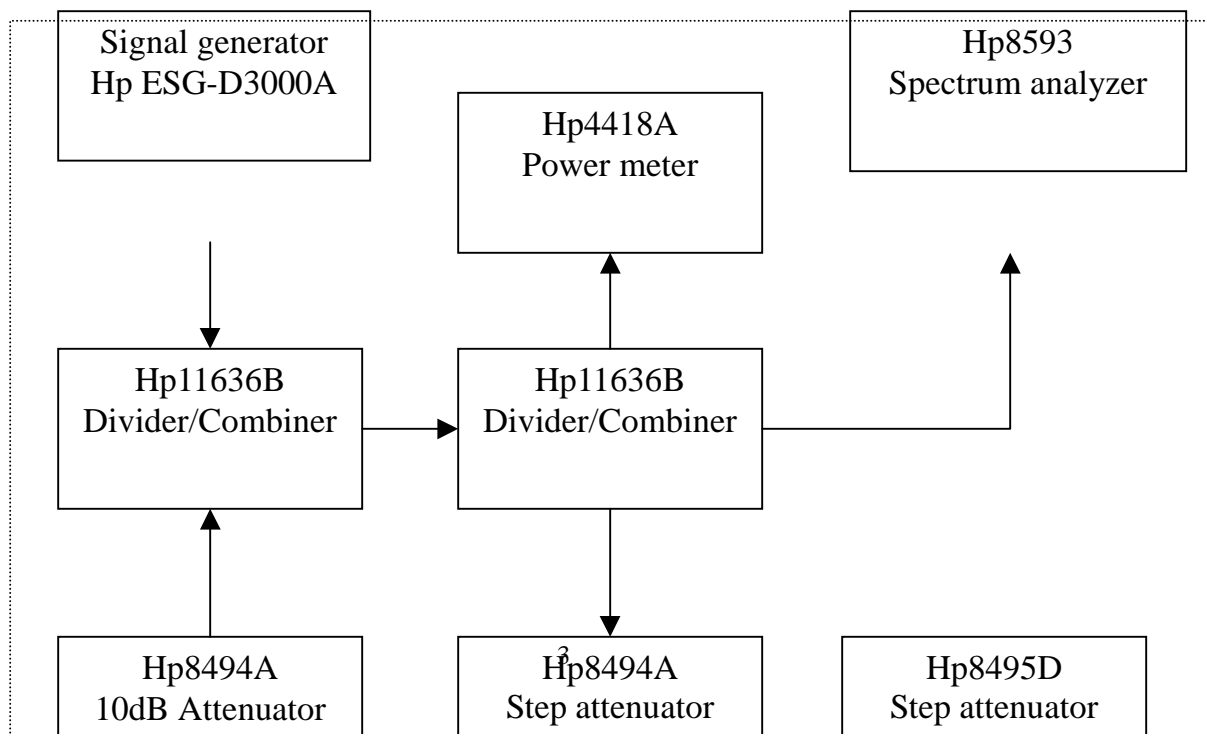 Signal generator
Hp ESG-D3000A
Hp8593
Spectrum analyzer
Hp4418A
Power meter
Hp11636B
Divider/Combiner
Hp11636B
Divider/Combiner
3
Hp8494A
10dB Attenuator
Hp8494A
Step attenuator
Hp8495D
Step attenuator